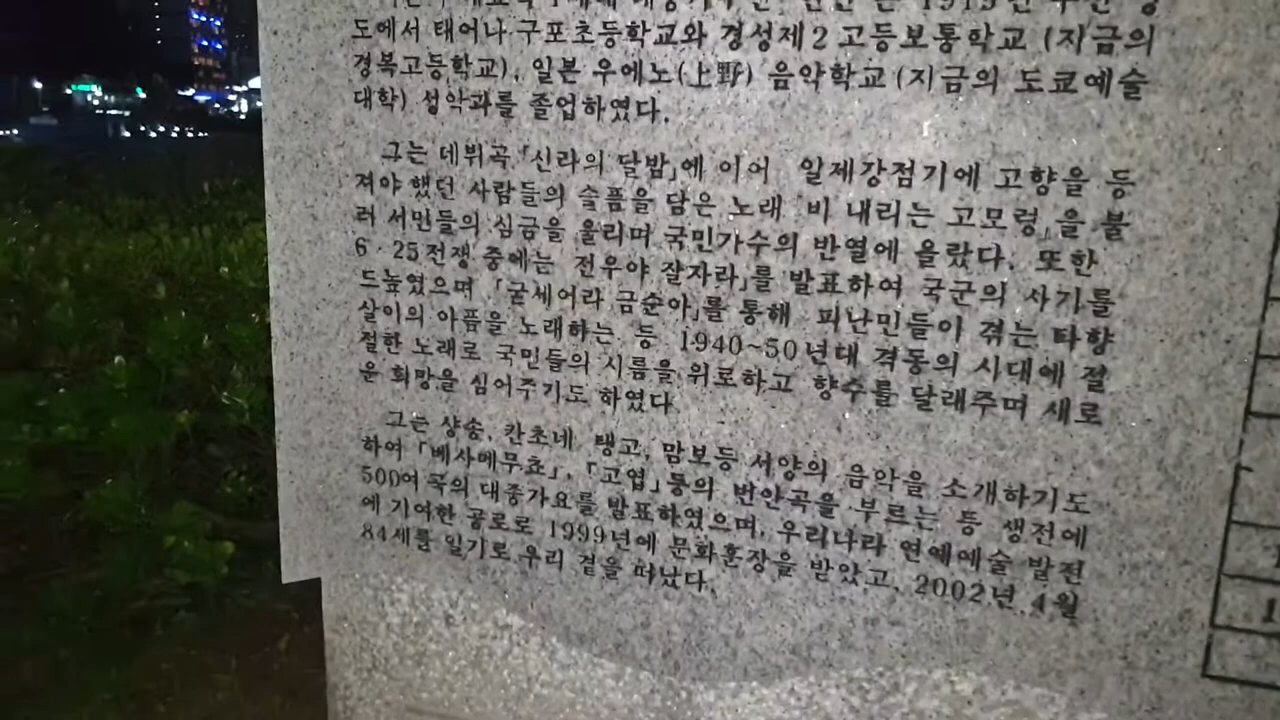 도에서 태어나 구포초등학교와 경성제2고등보통학교 (지금의
경복고등학교), 일본 우에노(上野) 음악학교 (지금의 도쿄예술
대학) 성악과를 졸업하였다.
그는 데뷔곡 「신라의 달밤」에 이어 일제강점기에 고향을 등
져야 했던 사람들의 슬픔을 담은 노래 「비 내리는 고모령」을 불
러 서민들의 심금을 울리며 국민가수의 반열에 올랐다. 또한
6·25전쟁 중에는 「전우야 잘자라」를 발표하여 국군의 사기를
드높였으며 「굳세어라 금순아」를 통해 피난민들이 겪는 타향
살이의 아픔을 노래하는 등 1940~50년대 격동의 시대에 절
절한 노래로 국민들의 시름을 위로하고 향수를 달래주며 새로
운 희망을 심어주기도 하였다
그는 샹송, 칸초네 탱고, 맘보등 서양의 음악을 소개하기도
하여 「베사메무쵸」, 「고엽」 등의 번안곡을 부르는 등 생전에
500여 곡의 대중가요를 발표하였으며, 우리나라 연예예술 발전
에 기여한 공로로 1999년에 문화훈장을 받았고, 2002년 4월
84세를 일기로 우리 곁을 떠났다.